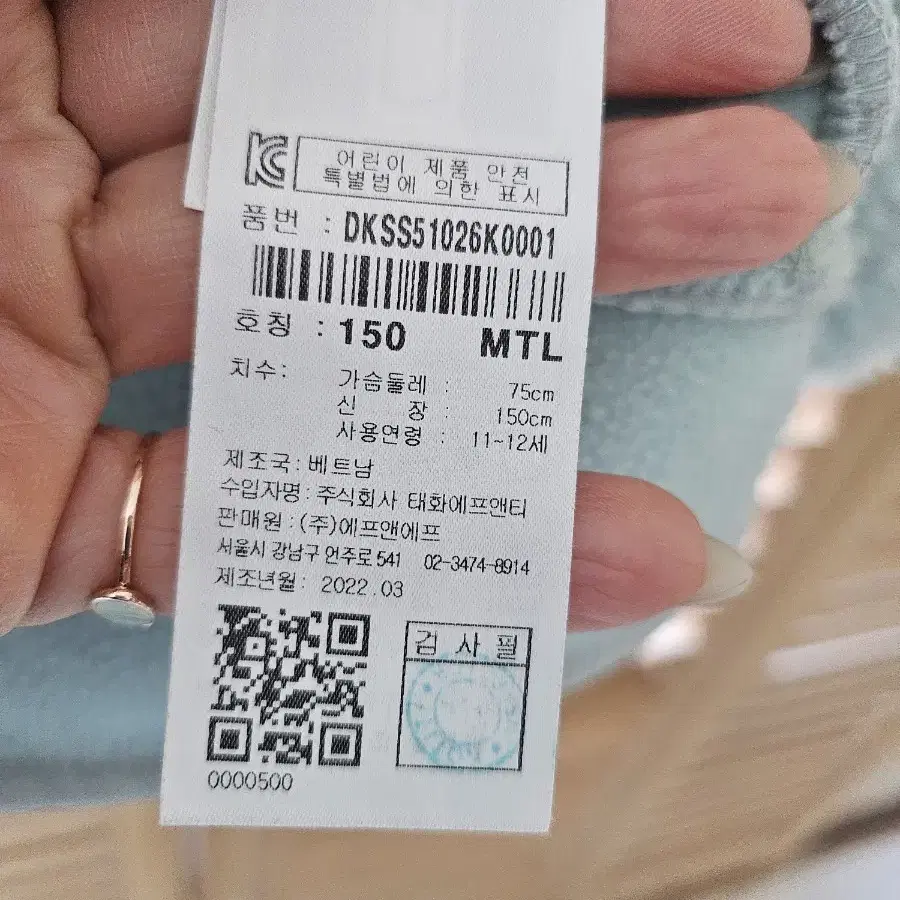 어린이 제품 안전
특별법에 의한 표시
품번 : DKSS51026K0001
호칭 : 150 MTL
치수: 가슴둘레 : 75cm
신 장 : 150cm
사용연령 : 11~12세
제조국 : 베트남
수입자명 : 주식회사 태화에프앤티
판매원 : (주)에프앤에프
서울시 강남구 언주로 541 02-3474-8914
제조년월 : 2022.03
검 사 필
0000500